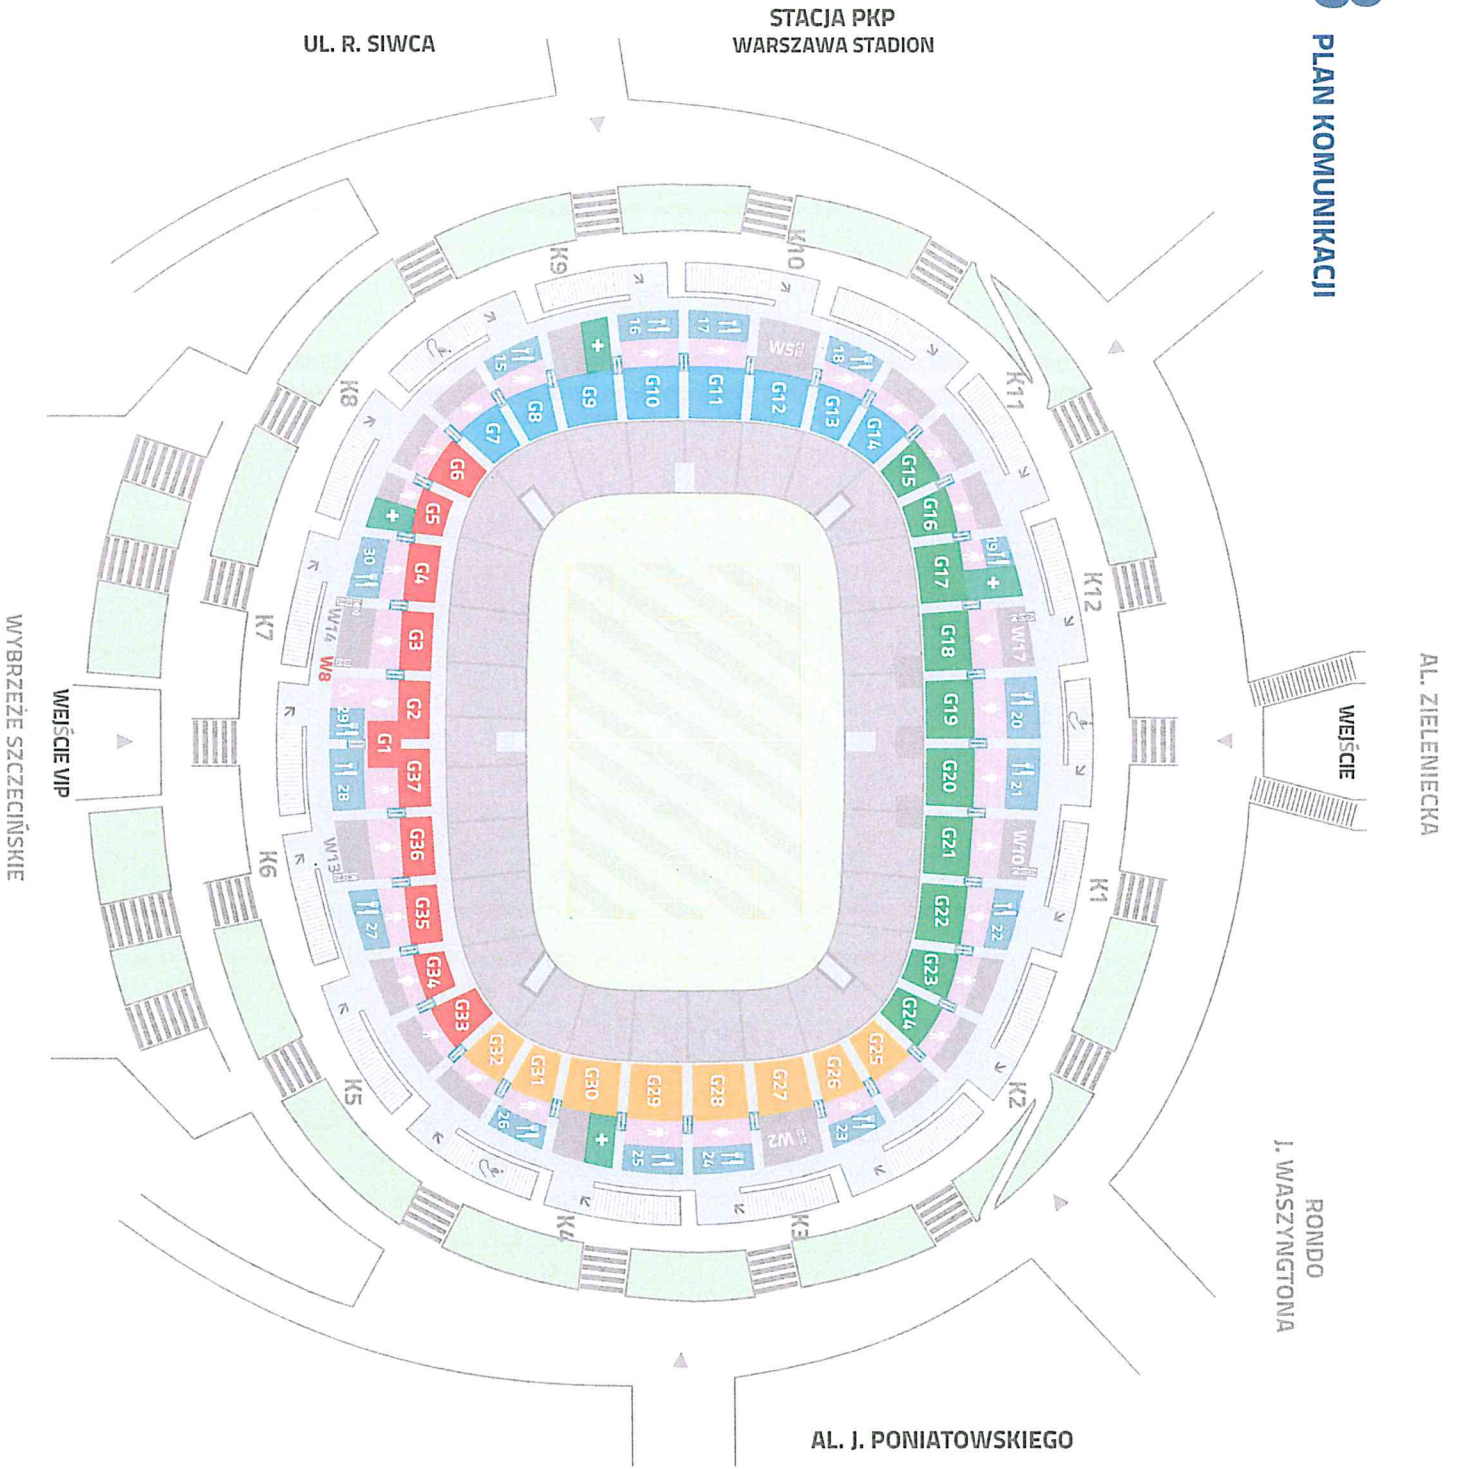 PLAN KOMUNIKACJI
UL. R. SIWCA
STACJA PKP
WARSZAWA STADION
AL. ZIELENIECKA
WEJŚCIE
RONDO
J. WASZYNGTONA
AL. J. PONIATOWSKIEGO
WYBRZEŻE SZCZECIŃSKIE
WEJŚCIE VIP
K9
K10
K11
K12
K1
K2
K3
K4
K5
K6
K7
K8
15
16
17
W5
18
19
W17
20
21
W10
22
23
W2
24
25
26
27
W13
28
29
W8
W14
30
G1
G2
G3
G4
G5
G6
G7
G8
G9
G10
G11
G12
G13
G14
G15
G16
G17
G18
G19
G20
G21
G22
G23
G24
G25
G26
G27
G28
G29
G30
G31
G32
G33
G34
G35
G36
G37